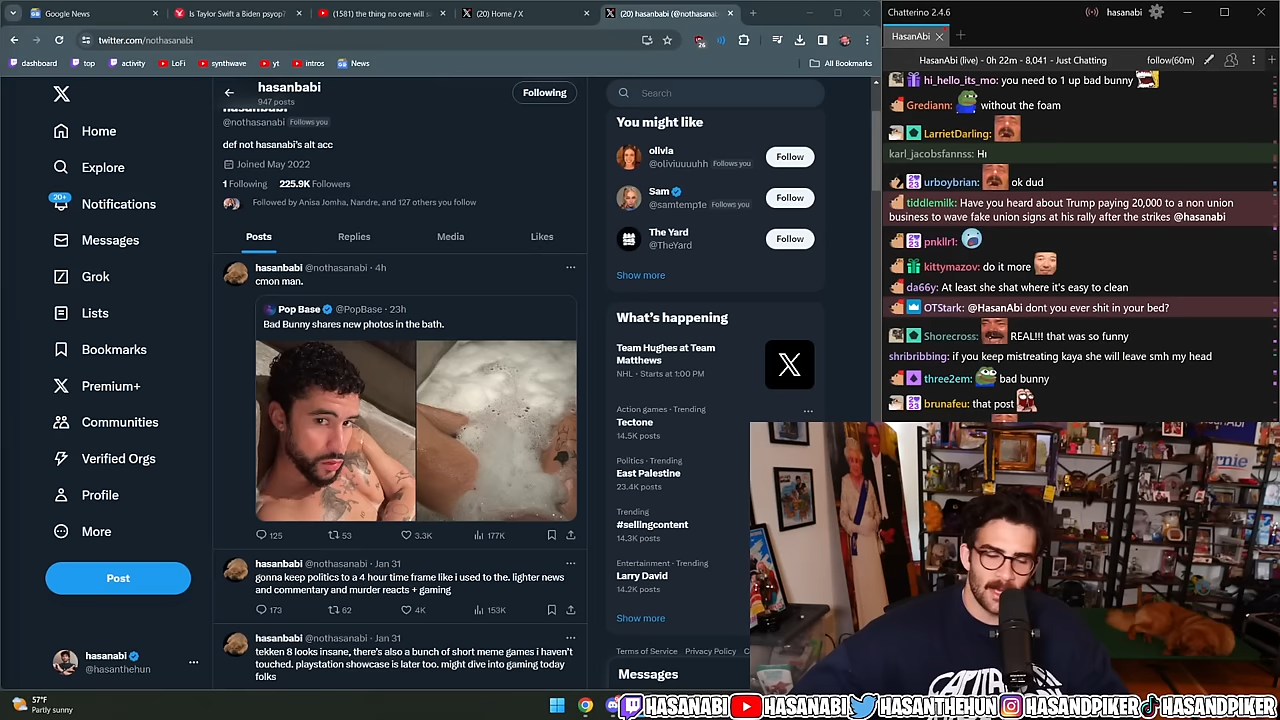 Google News
Is Taylor Swift a Biden psyop?
(1581) the thing no one will s
(20) Home / X
(20) hasanbabi (@nothasanabi
twitter.com/nothasanabi
26
dashboard
top
activity
LoFi
synthwave
yt
intros
News
All Bookmarks
Home
Explore
20+
Notifications
Messages
Grok
Lists
Bookmarks
Premium+
Communities
Verified Orgs
Profile
More
Post
hasanabi
@hasanthehun
hasanbabi
947 posts
Following
hasanbabi
@nothasanabi Follows you
def not hasanabi's alt acc
Joined May 2022
1 Following 225.9K Followers
Followed by Anisa Jomha, Nandre, and 127 others you follow
Posts
Replies
Media
Likes
hasanbabi @nothasanabi · 4h
cmon man.
Pop Base @PopBase · 23h
Bad Bunny shares new photos in the bath.
125
53
3.3K
177K
hasanbabi @nothasanabi · Jan 31
gonna keep politics to a 4 hour time frame like i used to the. lighter news
and commentary and murder reacts + gaming
173
62
4K
153K
hasanbabi @nothasanabi · Jan 31
tekken 8 looks insane, there's also a bunch of short meme games i haven't
touched. playstation showcase is later too. might dive into gaming today
folks
Search
You might like
olivia
@oliviuuuuhh Follows you
Follow
Sam
@samtemp1e Follows you
Follow
The Yard
@TheYard
Follow
Show more
What's happening
Team Hughes at Team
Matthews
NHL · Starts at 1:00 PM
Action games · Trending
Tectone
14.5K posts
Politics · Trending
East Palestine
23.4K posts
Trending
#sellingcontent
14.3K posts
Entertainment · Trending
Larry David
14.2K posts
Show more
Terms of Service Privacy Policy C
Messages
Chatterino 2.4.6
hasanabi
HasanAbi
HasanAbi (live) - 0h 22m - 8,041 - Just Chatting
follow(60m)
hi_hello_its_mo: you need to 1 up bad bunny
Grediann: without the foam
LarrietDarling:
karl_jacobsfannss: Hi
urboybrian: ok dud
tiddlemilk: Have you heard about Trump paying 20,000 to a non union
business to wave fake union signs at his rally after the strikes @hasanabi
pnkllr1:
kittymazov: do it more
da66y: At least she shat where it's easy to clean
OTStark: @HasanAbi dont you ever shit in your bed?
Shorecross: REAL!!! that was so funny
shribribbing: if you keep mistreating kaya she will leave smh my head
three2em: bad bunny
brunafeu: that post
57°F
Partly sunny
HASANABI
HASANABI
HASANTHEHUN
HASANDPIKER
HASANDPIKER